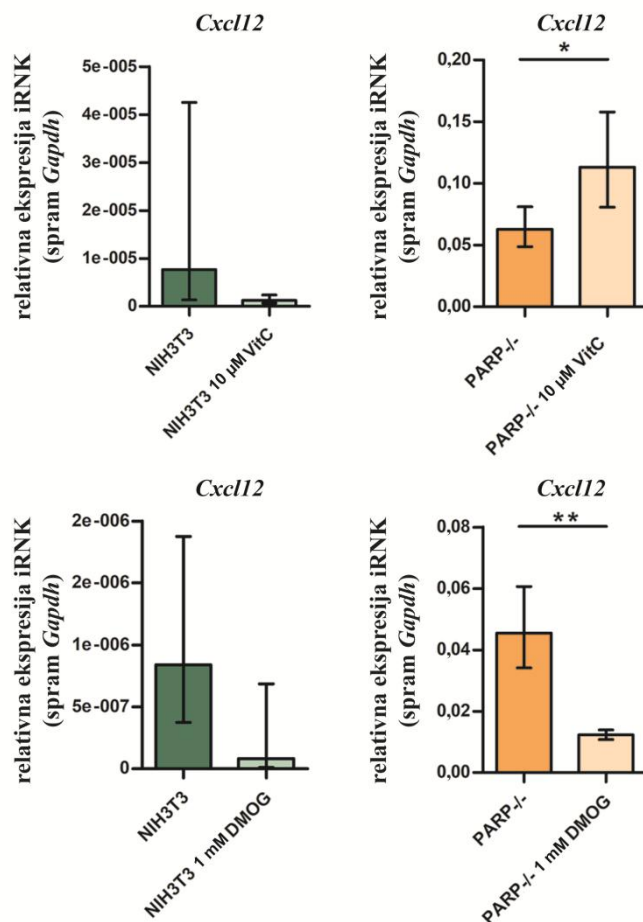 Cxcl12
relativna ekspresija iRNK
(spram Gapdh)
5e-005
4e-005
3e-005
2e-005
1e-005
0
NIH3T3
NIH3T3 10 µM VitC
Cxcl12
relativna ekspresija iRNK
(spram Gapdh)
0,20
0,15
0,10
0,05
0,00
*
PARP-/-
PARP-/- 10 µM VitC
Cxcl12
relativna ekspresija iRNK
(spram Gapdh)
2e-006
2e-006
1e-006
5e-007
0
NIH3T3
NIH3T3 1 mM DMOG
Cxcl12
relativna ekspresija iRNK
(spram Gapdh)
0,08
0,06
0,04
0,02
0,00
**
PARP-/-
PARP-/- 1 mM DMOG